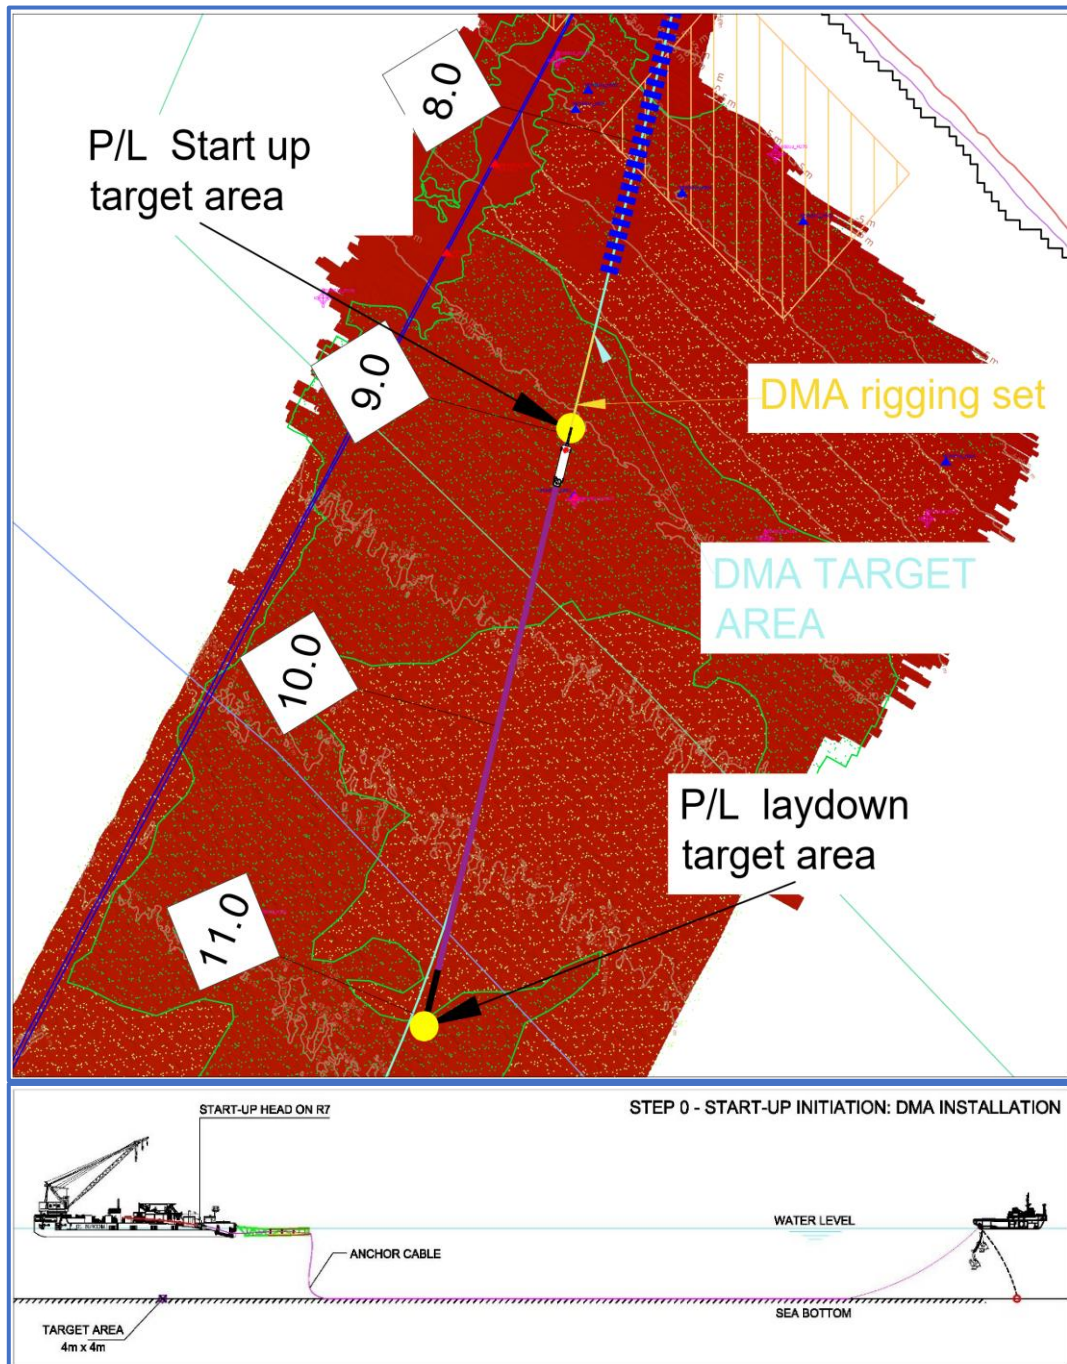 8.0
P/L Start up
target area
9.0
DMA rigging set
DMA TARGET
AREA
10.0
P/L laydown
target area
11.0
START-UP HEAD ON R7
STEP 0 - START-UP INITIATION: DMA INSTALLATION
WATER LEVEL
ANCHOR CABLE
SEA BOTTOM
TARGET AREA
4m x 4m